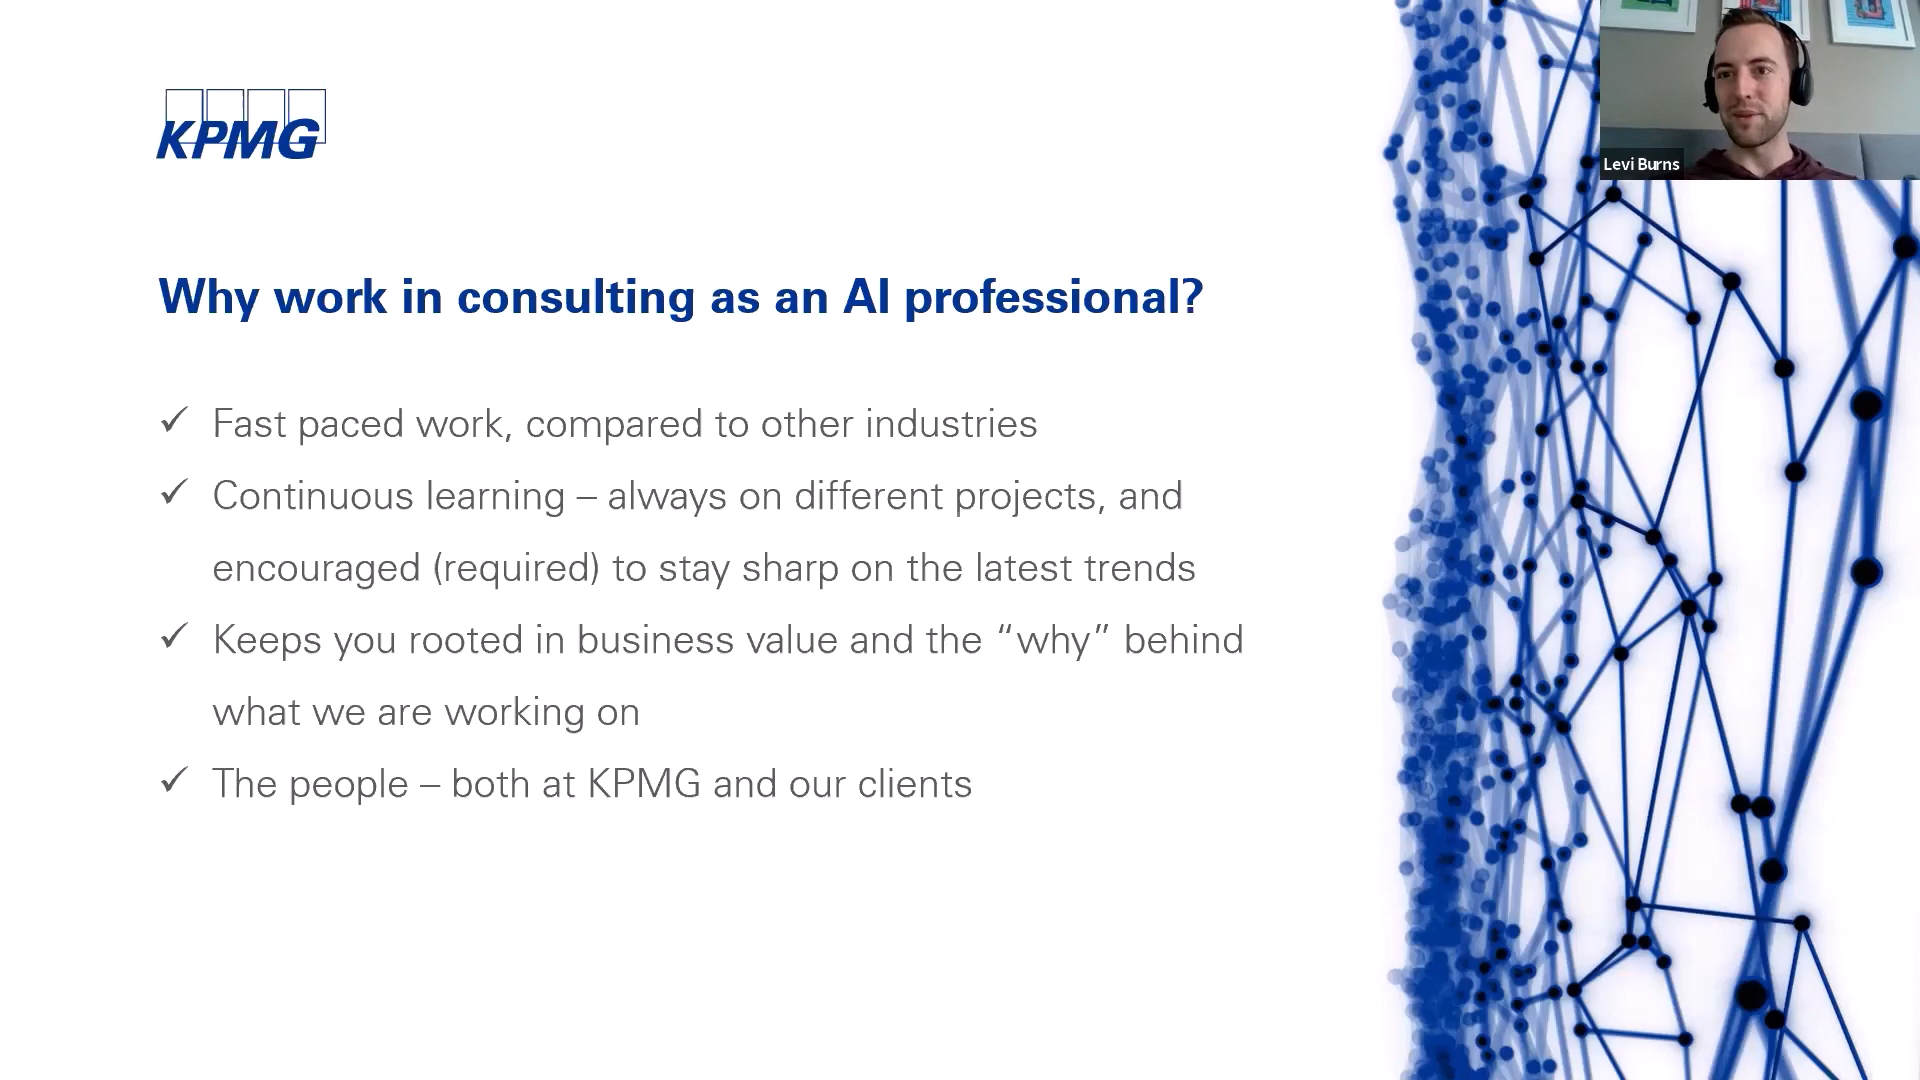 KPMG
Levi Burns
Why work in consulting as an AI professional?
✓ Fast paced work, compared to other industries
✓ Continuous learning – always on different projects, and
encouraged (required) to stay sharp on the latest trends
✓ Keeps you rooted in business value and the “why” behind
what we are working on
✓ The people – both at KPMG and our clients